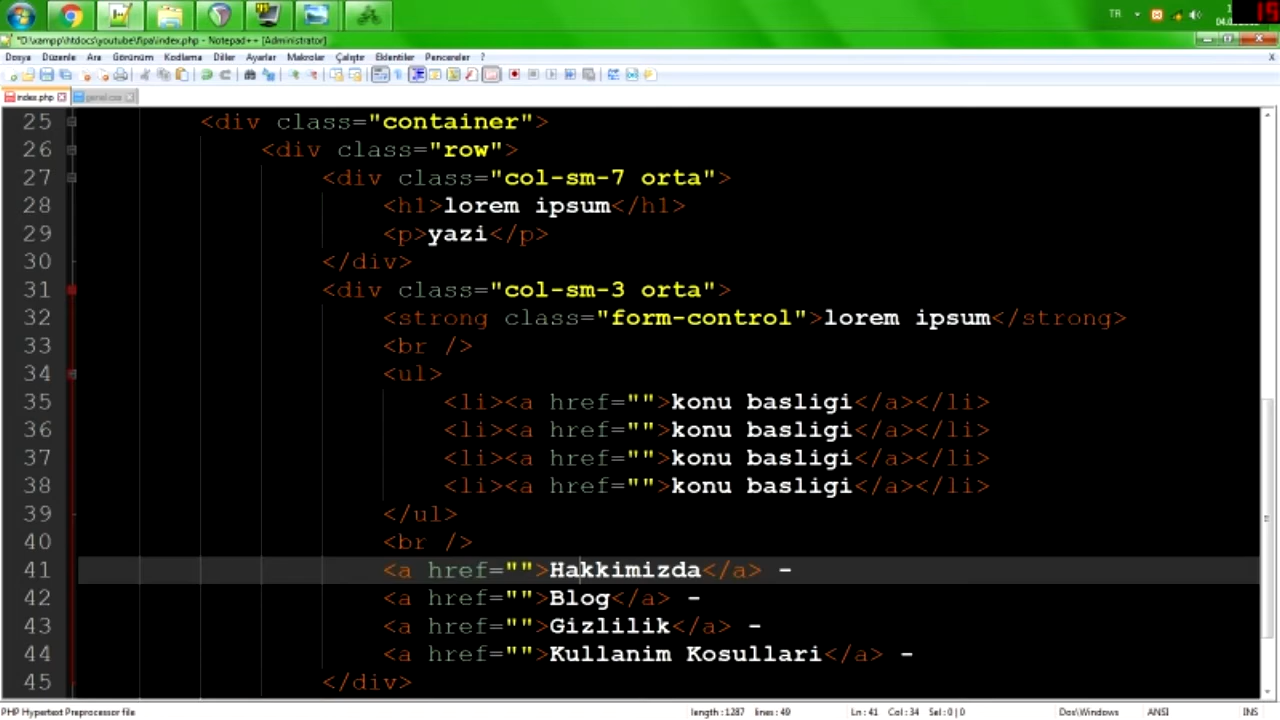 TR
04.0
*D:\xampp\htdocs\youtube\fipa\index.php - Notepad++ [Administrator]
Dosya Düzenle Ara Görünüm Kodlama Diller Ayarlar Makrolar Çalıştır Eklentiler Pencereler ? X
index.php genel.css
25 <div class="container">
26 <div class="row">
27 <div class="col-sm-7 orta">
28 <h1>lorem ipsum</h1>
29 <p>yazi</p>
30 </div>
31 <div class="col-sm-3 orta">
32 <strong class="form-control">lorem ipsum</strong>
33 <br />
34 <ul>
35 <li><a href="">konu basligi</a></li>
36 <li><a href="">konu basligi</a></li>
37 <li><a href="">konu basligi</a></li>
38 <li><a href="">konu basligi</a></li>
39 </ul>
40 <br />
41 <a href="">Hakkimizda</a> -
42 <a href="">Blog</a> -
43 <a href="">Gizlilik</a> -
44 <a href="">Kullanim Kosullari</a> -
45 </div>
PHP Hypertext Preprocessor file length : 1287 lines : 49 Ln : 41 Col : 34 Sel : 0 | 0 Dos\Windows ANSI INS